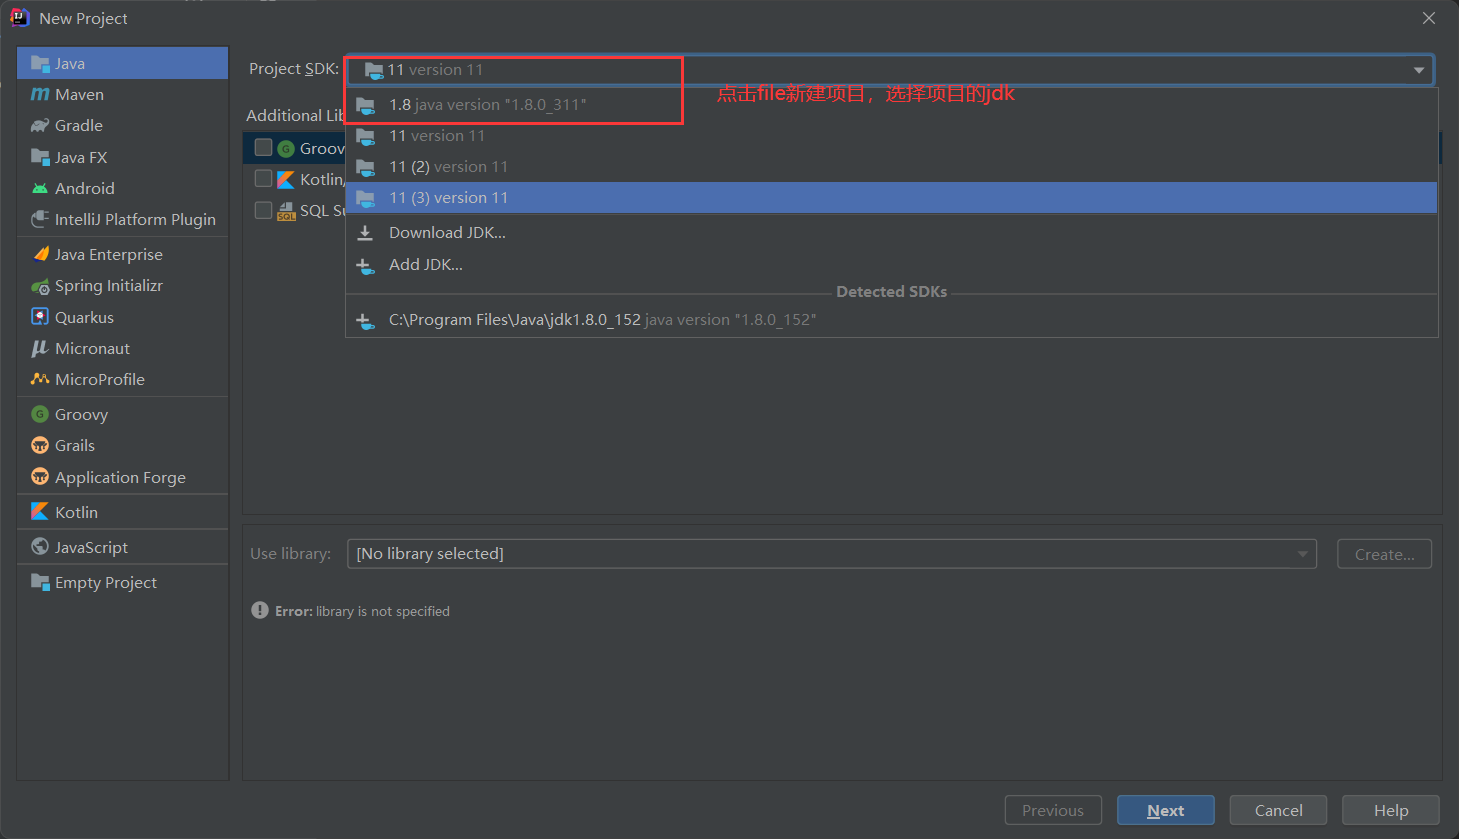 New Project
Java
Maven
Gradle
Java FX
Android
IntelliJ Platform Plugin
Java Enterprise
Spring Initializr
Quarkus
Micronaut
MicroProfile
Groovy
Grails
Application Forge
Kotlin
JavaScript
Empty Project
Project SDK: 11 version 11
点击file新建项目，选择项目的jdk
1.8 java version "1.8.0_311"
11 version 11
11 (2) version 11
11 (3) version 11
Download JDK...
Add JDK...
Detected SDKs
C:\Program Files\Java\jdk1.8.0_152 java version "1.8.0_152"
Additional Lib
Groov
Kotlin/
SQL Su
Use library: [No library selected] Create...
Error: library is not specified
Previous Next Cancel Help